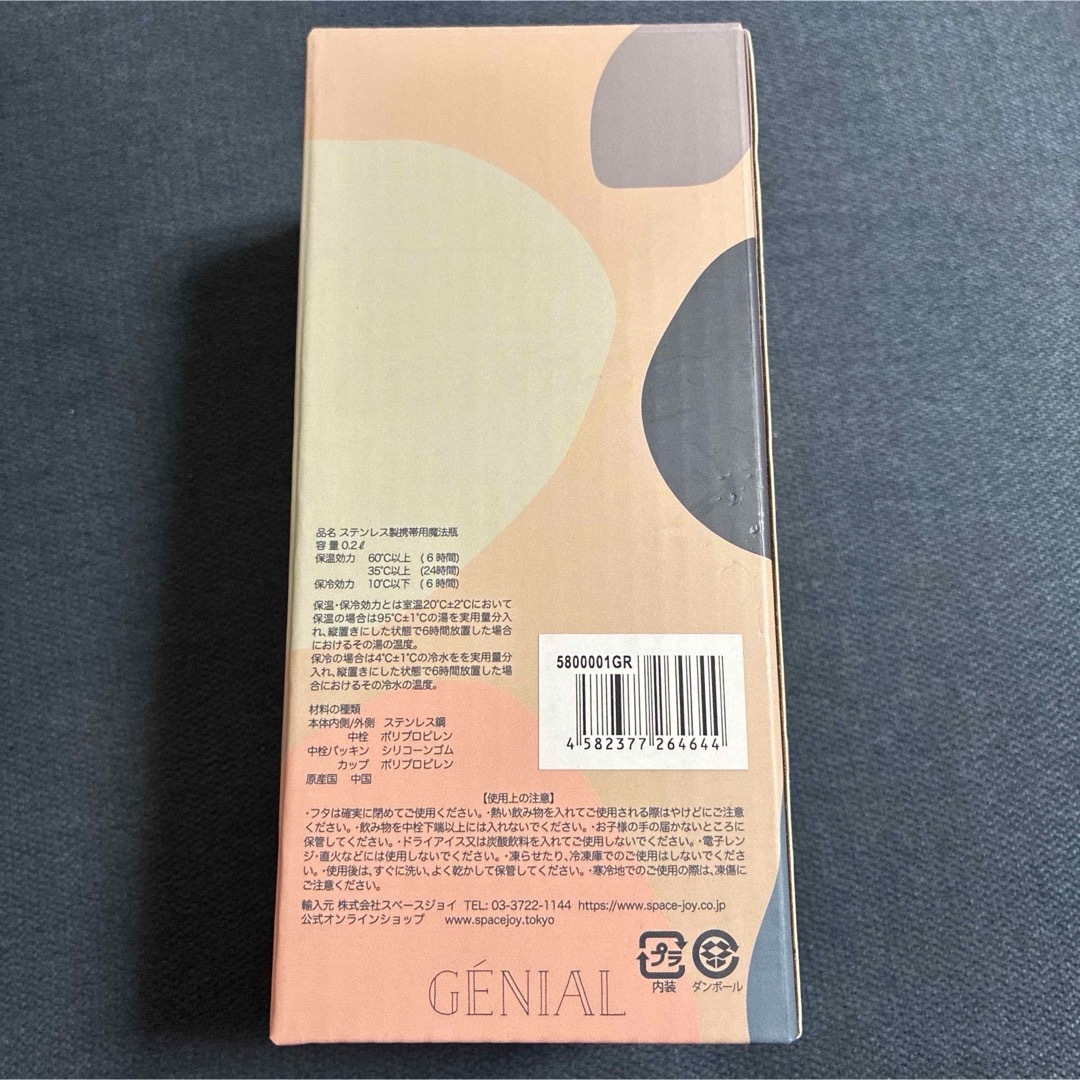 品名 ステンレス製携帯用魔法瓶
容 量 0.2ℓ
保温効力 60℃以上 (6時間)
35℃以上 (24時間)
保冷効力 10℃以下 (6時間)
保温・保冷効力とは室温20℃±2℃において
保温の場合は95℃±1℃の湯を実用量分入
れ、縦置きにした状態で6時間放置した場合
におけるその湯の温度。
保冷の場合は4℃±1℃の冷水をを実用量分
入れ、縦置きにした状態で6時間放置した場
合におけるその冷水の温度。
材料の種類
本体内側/外側 ステンレス鋼
中栓 ポリプロピレン
中栓パッキン シリコーンゴム
カップ ポリプロピレン
原産国 中国
5800001GR
4 582377 264644
【使用上の注意】
・フタは確実に閉めてご使用ください。・熱い飲み物を入れてご使用される際はやけどにご注意
ください。・飲み物を中栓下端以上には入れないでください。・お子様の手の届かないところに
保管してください。・ドライアイス又は炭酸飲料を入れてご使用しないでください。・電子レン
ジ・直火などには使用しないでください。・凍らせたり、冷凍庫でのご使用はしないでくださ
い。・使用後は、すぐに洗い、よく乾かして保管してください。・寒冷地でのご使用の際は、凍傷に
ご注意ください。
輸入元 株式会社スペースジョイ TEL: 03-3722-1144 https://www.space-joy.co.jp
公式オンラインショップ www.spacejoy.tokyo
プラ
内装 ダンボール
GÉNIAL